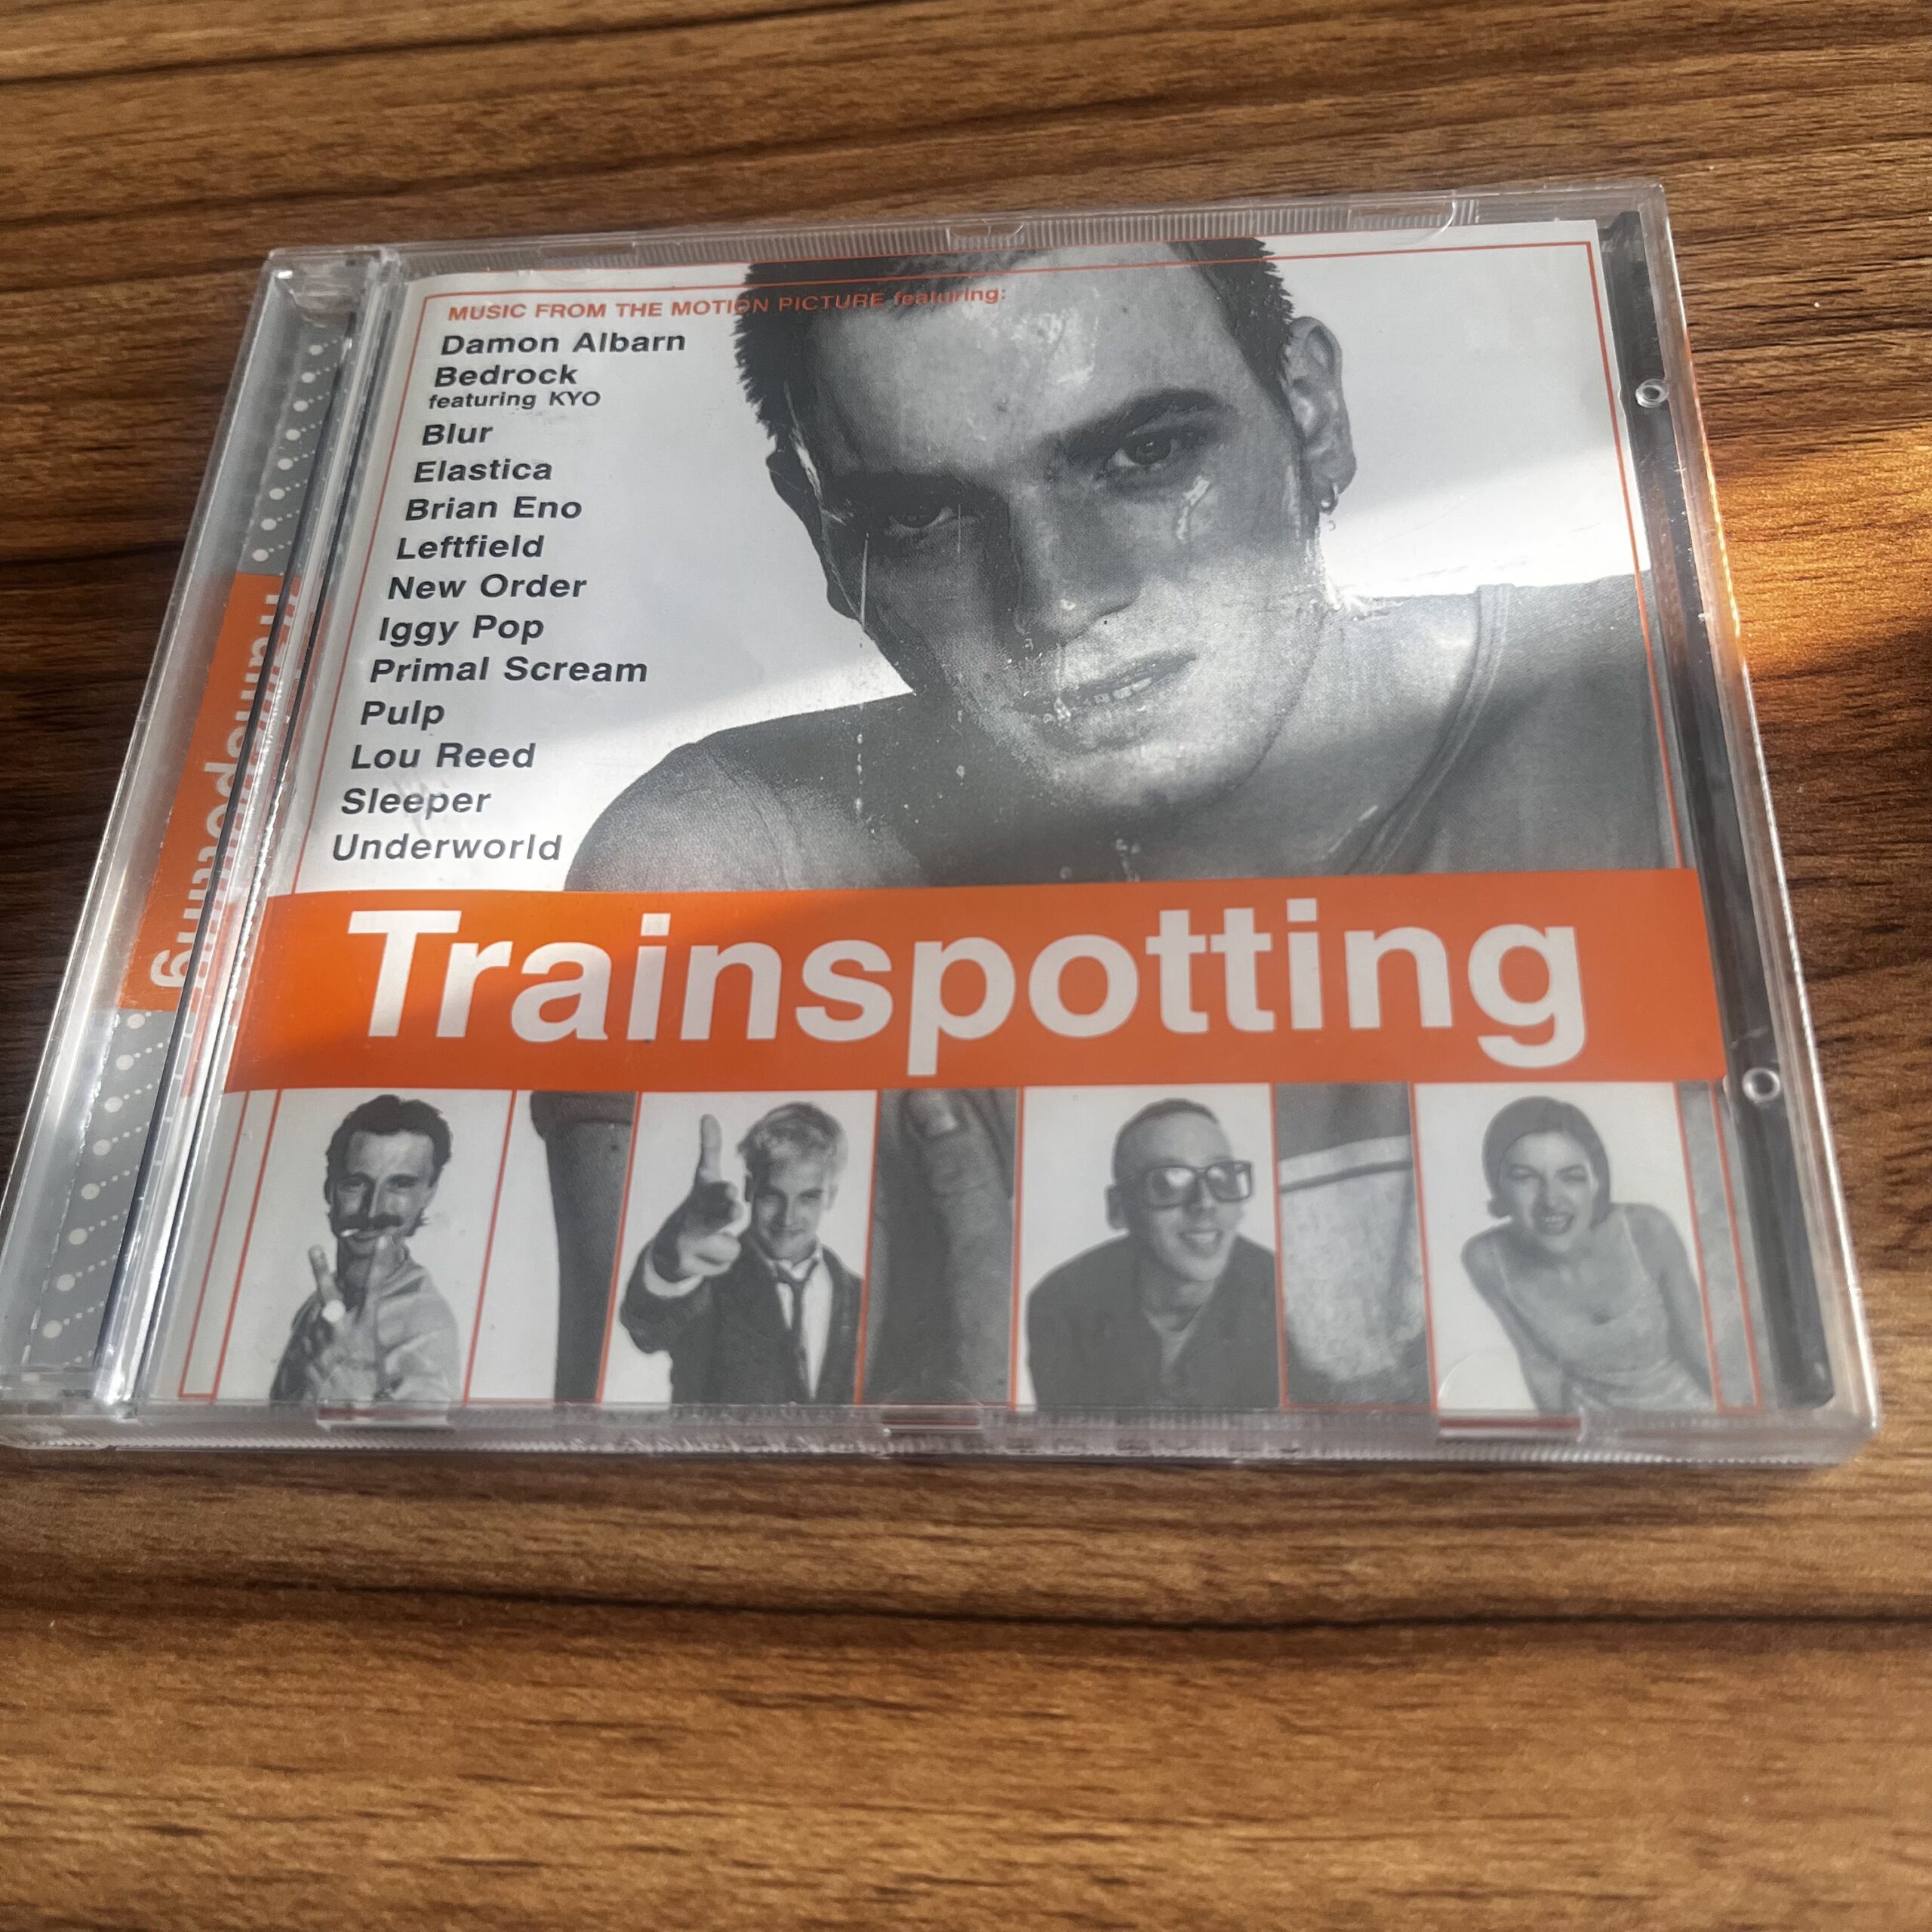 MUSIC FROM THE MOTION PICTURE featuring:
Damon Albarn
Bedrock
featuring KYO
Blur
Elastica
Brian Eno
Leftfield
New Order
Iggy Pop
Primal Scream
Pulp
Lou Reed
Sleeper
Underworld
Trainspotting
Trainspotting